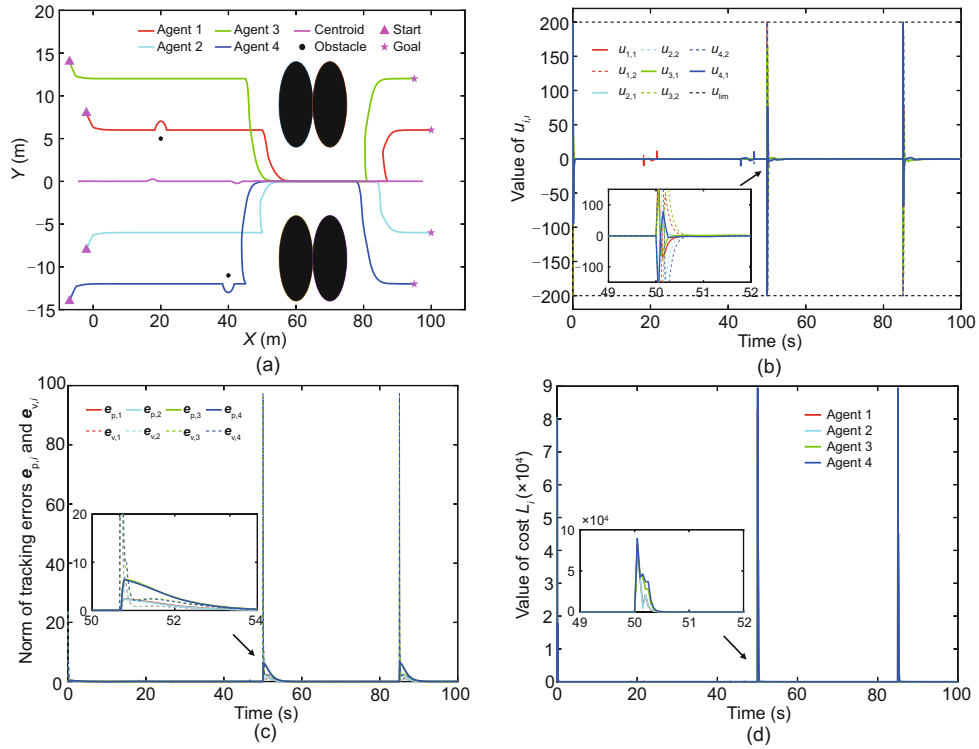 Agent 1 Agent 3 Centroid Start
Agent 2 Agent 4 Obstacle Goal
20
15
10
5
0
−5
−10
−15
Y (m)
0 20 40 60 80 100
X (m)
(a)
200
150
100
50
0
−50
−100
−150
−200
Value of u_{i,l}
u_{1,1} u_{2,2} u_{4,2}
u_{1,2} u_{3,1} u_{4,1}
u_{2,1} u_{3,2} u_{lim}
100
0
−100
49 50 51 52
0 20 40 60 80 100
Time (s)
(b)
100
80
60
40
20
0
Norm of tracking errors e_{p,i} and e_{v,i}
e_{p,1} e_{p,2} e_{p,3} e_{p,4}
e_{v,1} e_{v,2} e_{v,3} e_{v,4}
20
10
0
50 52 54
0 20 40 60 80 100
Time (s)
(c)
9
8
7
6
5
4
3
2
1
0
Value of cost L_i (×10⁴)
Agent 1
Agent 2
Agent 3
Agent 4
×10⁴
10
5
0
49 50 51 52
0 20 40 60 80 100
Time (s)
(d)